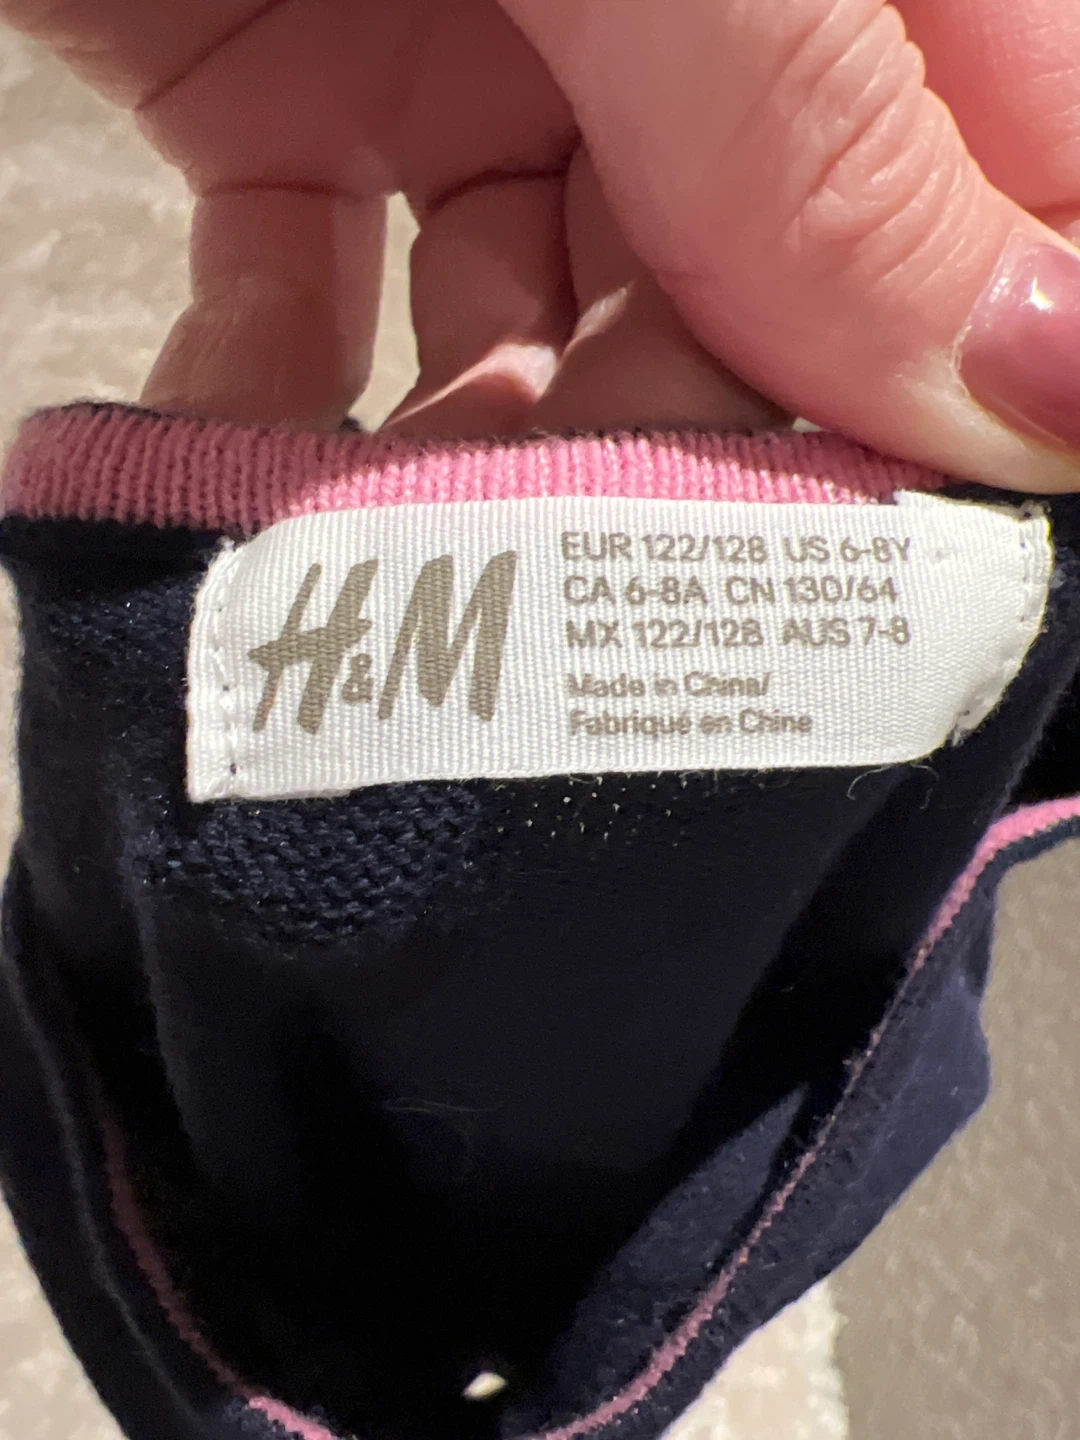 H&M
EUR 122/128 US 6-8Y
CA 6-8A CN 130/64
MX 122/128 AUS 7-8
Made in China/
Fabriqué en Chine